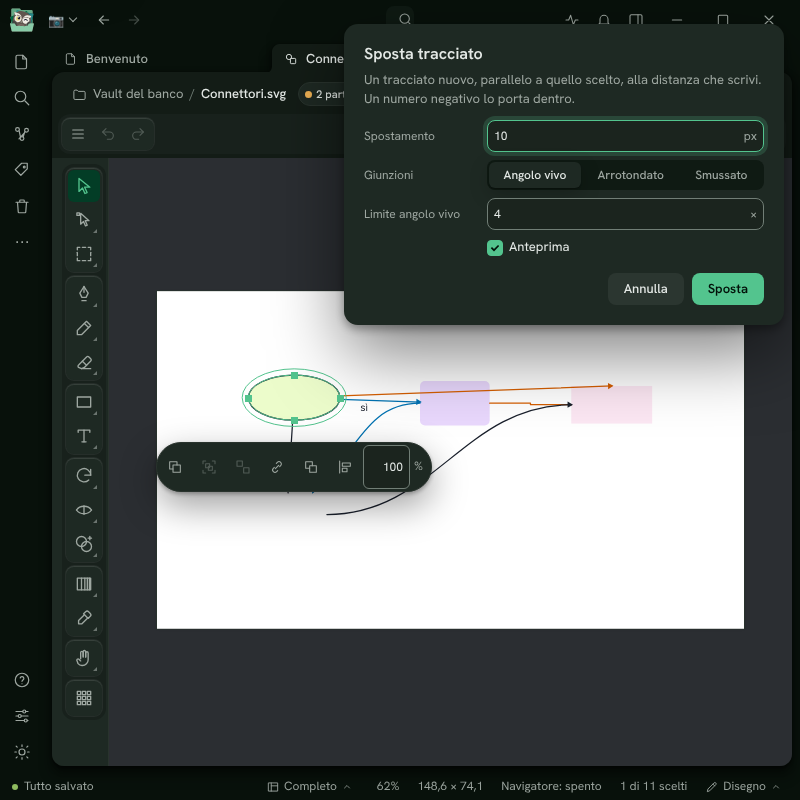 Benvenuto
Conne
Vault del banco / Connettori.svg
2 part
Sposta tracciato
Un tracciato nuovo, parallelo a quello scelto, alla distanza che scrivi.
Un numero negativo lo porta dentro.
Spostamento
10 px
Giunzioni
Angolo vivo Arrotondato Smussato
Limite angolo vivo
4 ×
Anteprima
Annulla Sposta
sì
100 %
Tutto salvato
Completo
62%
148,6 × 74,1
Navigatore: spento
1 di 11 scelti
Disegno